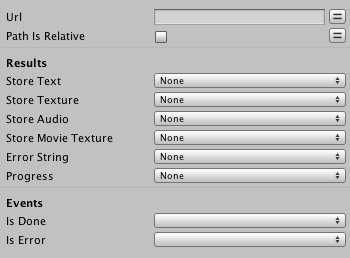 Url
Path Is Relative
Results
Store Text None
Store Texture None
Store Audio None
Store Movie Texture None
Error String None
Progress None
Events
Is Done
Is Error